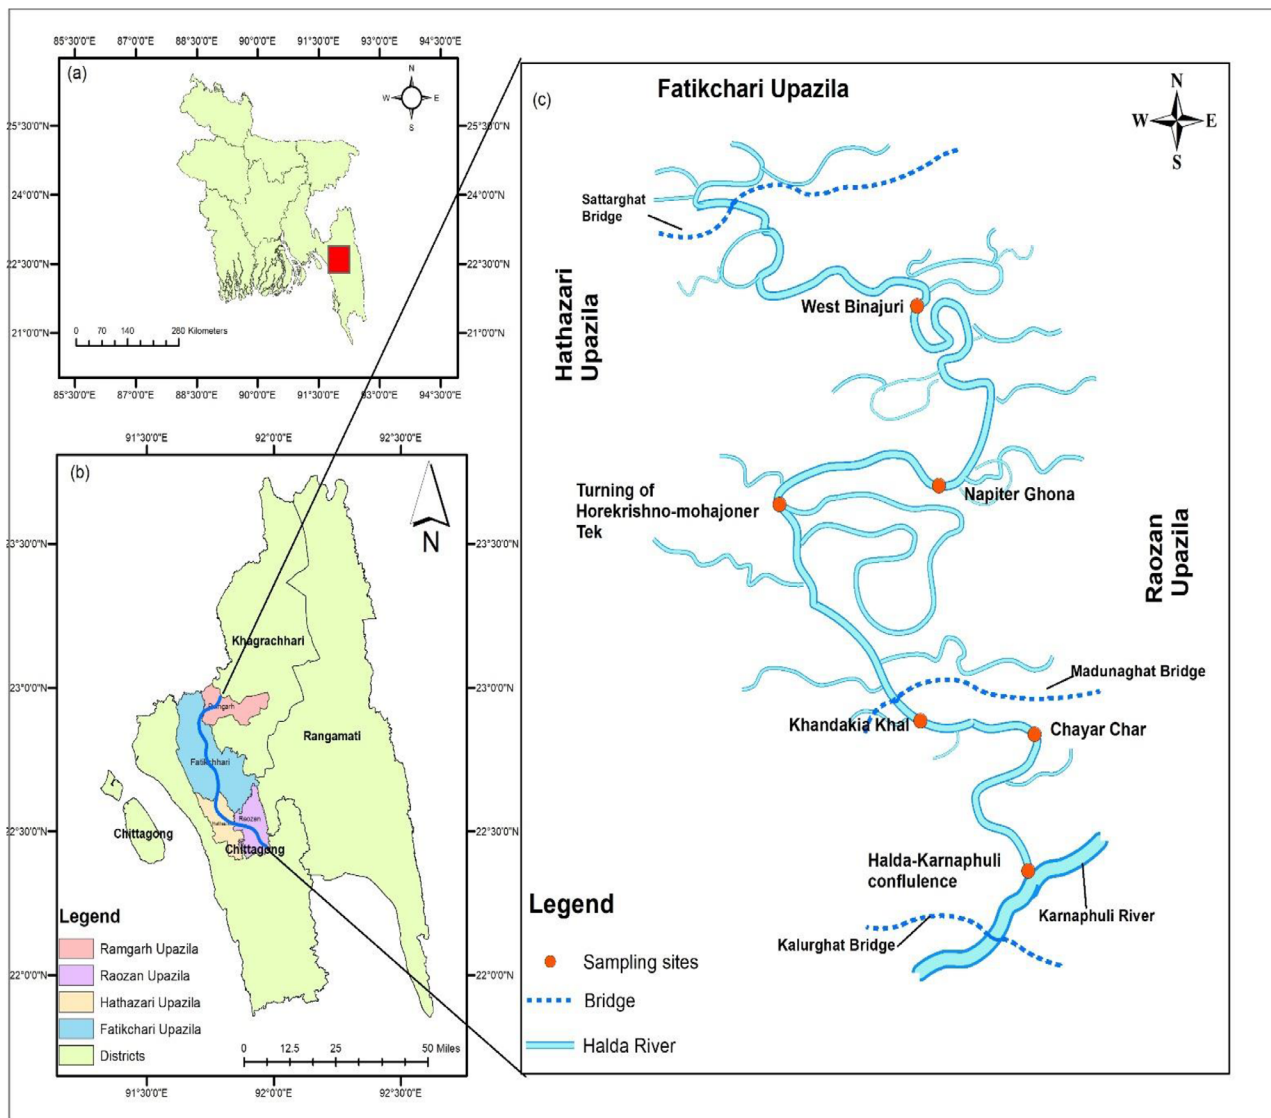 85°30'0"E 87°0'0"E 88°30'0"E 90°0'0"E 91°30'0"E 93°0'0"E 94°30'0"E
(a)
N
W E
S
25°30'0"N 25°30'0"N
24°0'0"N 24°0'0"N
22°30'0"N 22°30'0"N
21°0'0"N 21°0'0"N
0 70 140 280 Kilometers
85°30'0"E 87°0'0"E 88°30'0"E 90°0'0"E 91°30'0"E 93°0'0"E 94°30'0"E
91°30'0"E 92°0'0"E 92°30'0"E
(b)
N
23°30'0"N 23°30'0"N
Khagrachhari
23°0'0"N 23°0'0"N
Ramgarh
Rangamati
Fatikchhari
Raozan
22°30'0"N 22°30'0"N
Chittagong
Chittagong
Legend
Ramgarh Upazila
Raozan Upazila
Hathazari Upazila
Fatikchari Upazila
Districts
22°0'0"N 22°0'0"N
0 12.5 25 50 Miles
91°30'0"E 92°0'0"E 92°30'0"E
(c)
Fatikchari Upazila
N
W E
S
Sattarghat
Bridge
Hathazari
Upazila
West Binajuri
Napiter Ghona
Turning of
Horekrishno-mohajoner
Tek
Raozan
Upazila
Madunaghat Bridge
Khandakia Khal
Chayar Char
Halda-Karnaphuli
conflulence
Karnaphuli River
Kalurghat Bridge
Legend
Sampling sites
Bridge
Halda River